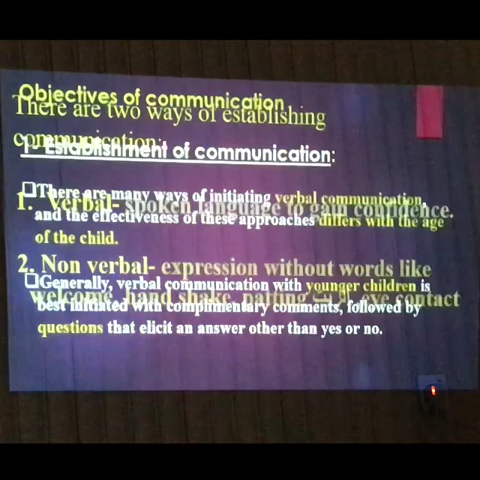 Objectives of communication
There are two ways of establishing
communication:
1 - Establishment of communication:
❑There are many ways of initiating verbal communication,
1. Verbal- spoken language to gain confidence.
and the effectiveness of these approaches differs with the age
of the child.
2. Non verbal- expression without words like
❑Generally, verbal communication with younger children is
welcome, hand shake, patting eye contact
best initiated with complimentary comments, followed by
questions that elicit an answer other than yes or no.